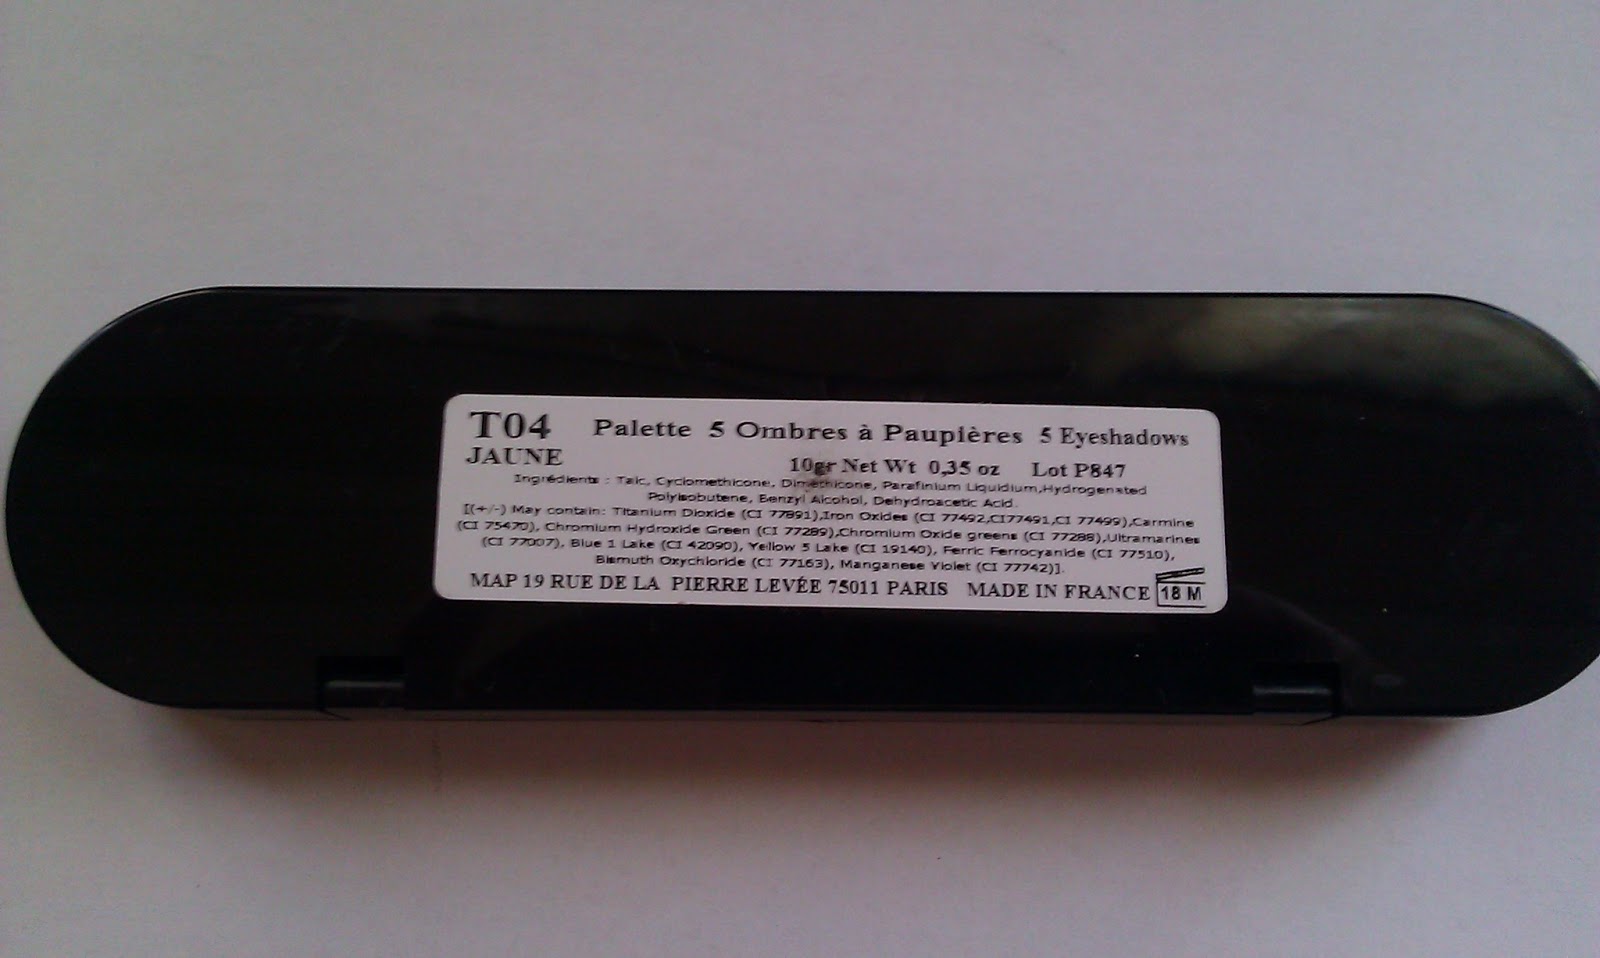 T04 Palette 5 Ombres à Paupières 5 Eyeshadows
JAUNE 10gr Net Wt 0,35 oz Lot P847
Ingrédients : Talc, Cyclomethicone, Dimethicone, Parafinium Liquidium,Hydrogenated
Polyisobutene, Benzyl Alcohol, Dehydroacetic Acid.
[(+/-) May contain: Titanium Dioxide (CI 77891),Iron Oxides (CI 77492,CI77491,CI 77499),Carmine
(CI 75470), Chromium Hydroxide Green (CI 77289),Chromium Oxide greens (CI 77288),Ultramarines
(CI 77007), Blue 1 Lake (CI 42090), Yellow 5 Lake (CI 19140), Ferric Ferrocyanide (CI 77510),
Bismuth Oxychloride (CI 77163), Manganese Violet (CI 77742)].
MAP 19 RUE DE LA PIERRE LEVÉE 75011 PARIS MADE IN FRANCE 18 M